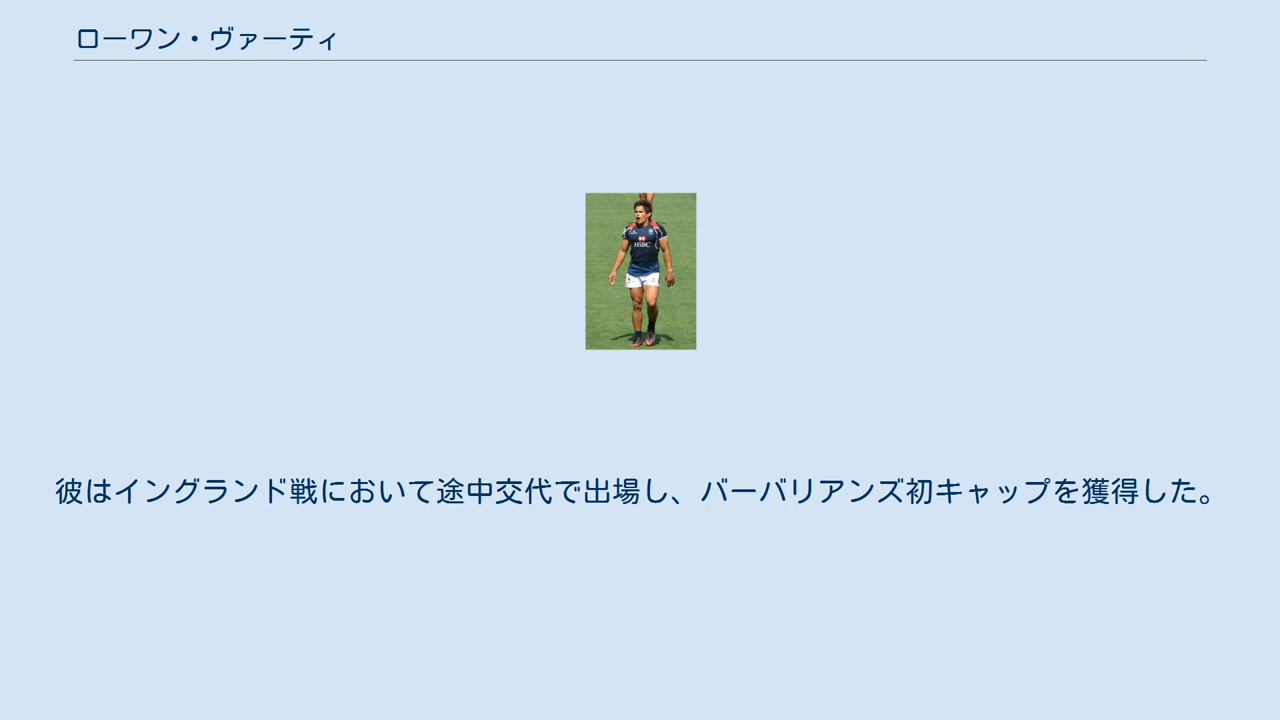 ローワン・ヴァーティ
HSBC
彼はイングランド戦において途中交代で出場し、バーバリアンズ初キャップを獲得した。